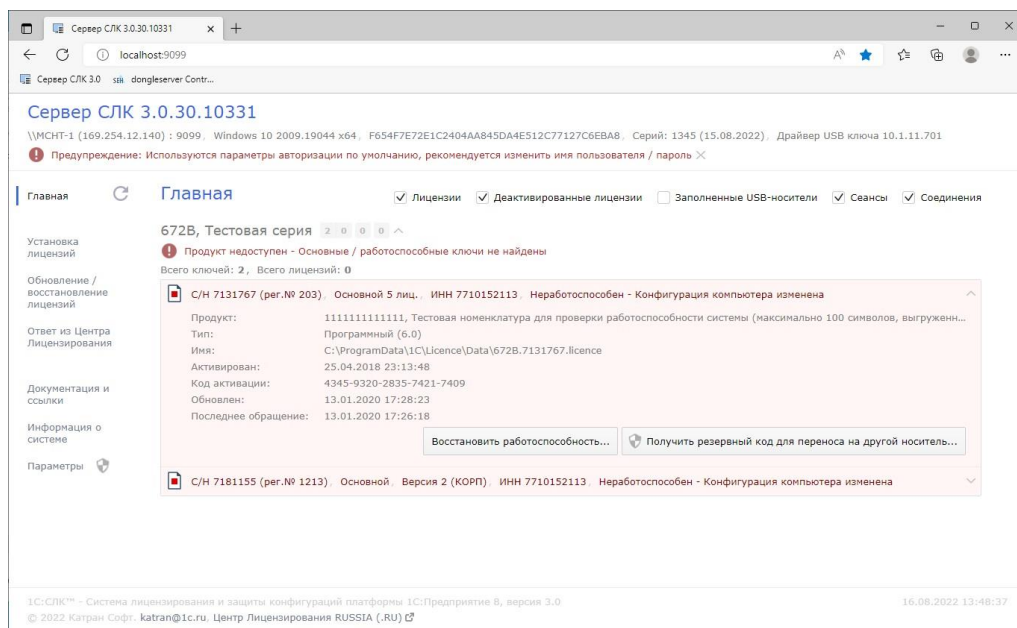 Сервер СЛК 3.0.30.10331
localhost:9099
Сервер СЛК 3.0 seh dongleserver Contr...
Сервер СЛК 3.0.30.10331
\\МСНТ-1 (169.254.12.140) : 9099, Windows 10 2009.19044 x64, F654F7E72E1C2404AA845DA4E512C77127C6EBA8, Серий: 1345 (15.08.2022), Драйвер USB ключа 10.1.11.701
Предупреждение: Используются параметры авторизации по умолчанию, рекомендуется изменить имя пользователя / пароль
Главная
Установка
лицензий
Обновление /
восстановление
лицензий
Ответ из Центра
Лицензирования
Документация и
ссылки
Информация о
системе
Параметры
Главная
Лицензии Деактивированные лицензии Заполненные USB-носители Сеансы Соединения
672B, Тестовая серия 2 0 0 0
Продукт недоступен - Основные / работоспособные ключи не найдены
Всего ключей: 2, Всего лицензий: 0
С/Н 7131767 (рег.№ 203), Основной 5 лиц., ИНН 7710152113, Неработоспособен - Конфигурация компьютера изменена
Продукт: 1111111111111, Тестовая номенклатура для проверки работоспособности системы (максимально 100 символов, выгруженн...
Тип: Программный (6.0)
Имя: C:\ProgramData\1C\Licence\Data\672B.7131767.licence
Активирован: 25.04.2018 23:13:48
Код активации: 4345-9320-2835-7421-7409
Обновлен: 13.01.2020 17:28:23
Последнее обращение: 13.01.2020 17:26:18
Восстановить работоспособность... Получить резервный код для переноса на другой носитель...
С/Н 7181155 (рег.№ 1213), Основной, Версия 2 (КОРП), ИНН 7710152113, Неработоспособен - Конфигурация компьютера изменена
1С:СЛК™ - Система лицензирования и защиты конфигураций платформы 1С:Предприятие 8, версия 3.0
16.08.2022 13:48:37
© 2022 Катран Софт. katran@1c.ru. Центр Лицензирования RUSSIA (.RU)